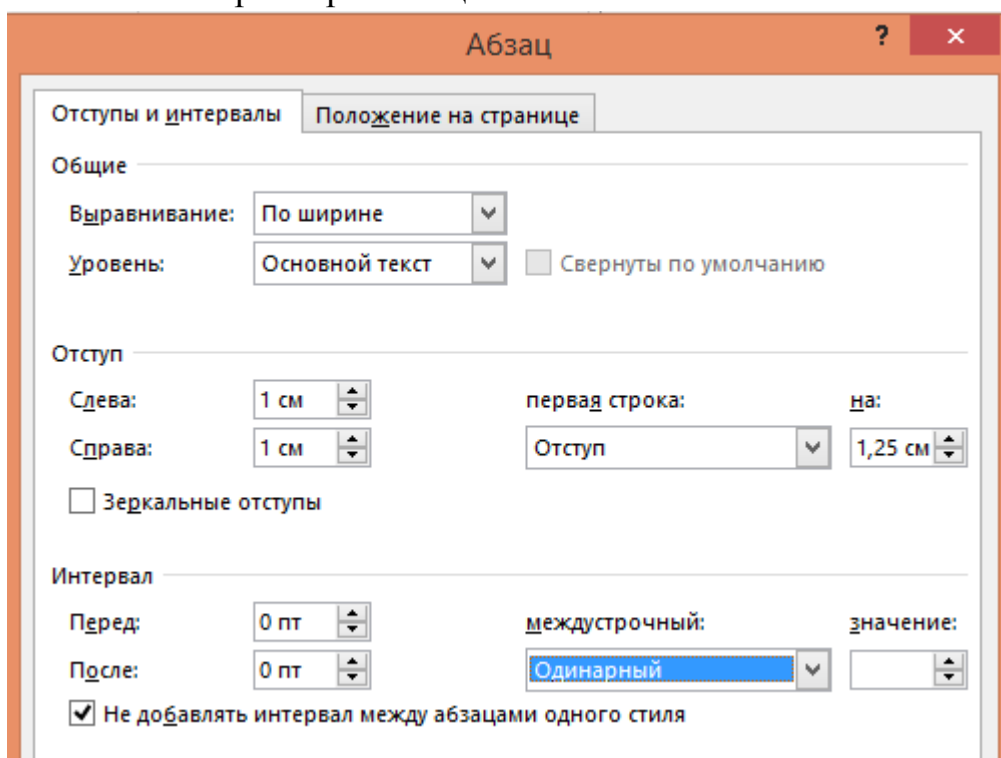 Абзац ?
Отступы и интервалы Положение на странице
Общие
Выравнивание: По ширине
Уровень: Основной текст Свернуты по умолчанию
Отступ
Слева: 1 см первая строка: на:
Справа: 1 см Отступ 1,25 см
Зеркальные отступы
Интервал
Перед: 0 пт междустрочный: значение:
После: 0 пт Одинарный
Не добавлять интервал между абзацами одного стиля